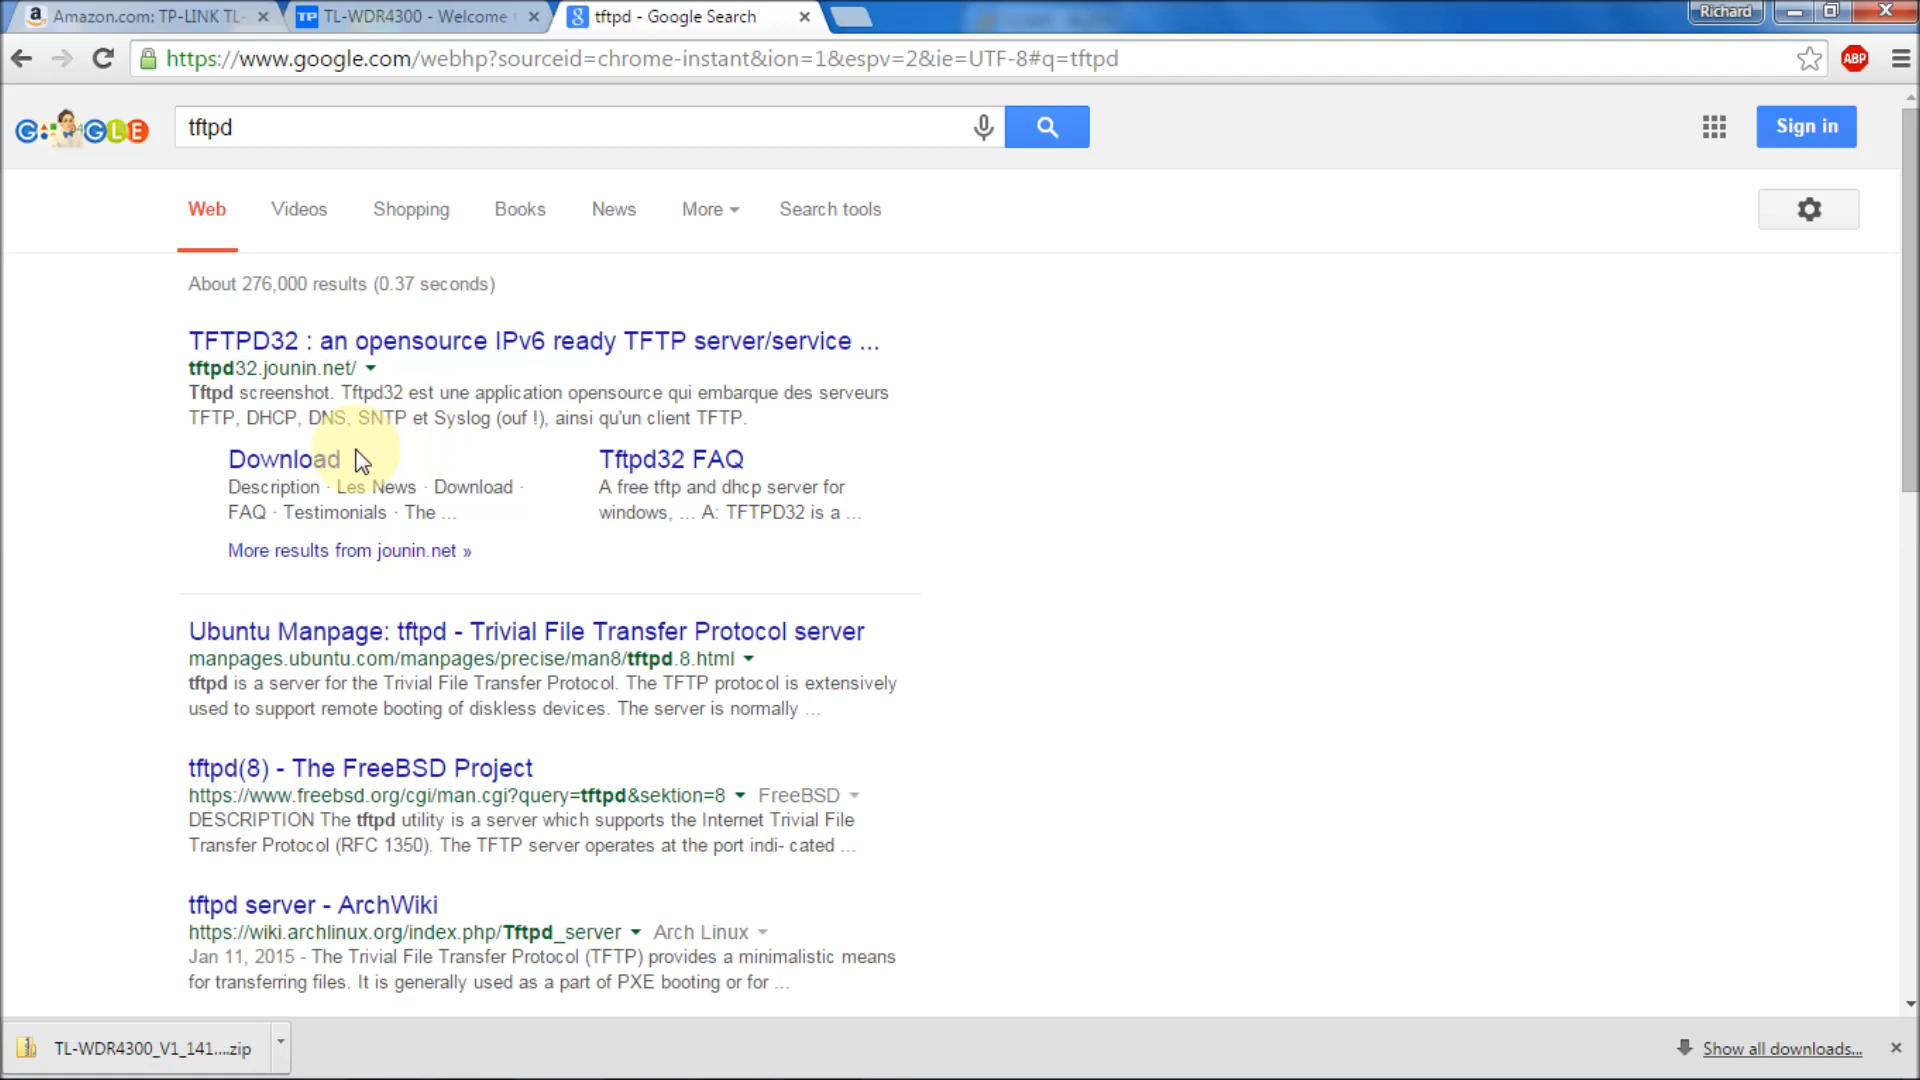 Amazon.com: TP-LINK TL-
TL-WDR4300 - Welcome
tftpd - Google Search
Richard
https://www.google.com/webhp?sourceid=chrome-instant&ion=1&espv=2&ie=UTF-8#q=tftpd
ABP
GOOGLE
tftpd
Sign in
Web
Videos
Shopping
Books
News
More
Search tools
About 276,000 results (0.37 seconds)
TFTPD32 : an opensource IPv6 ready TFTP server/service ...
tftpd32.jounin.net/
Tftpd screenshot. Tftpd32 est une application opensource qui embarque des serveurs
TFTP, DHCP, DNS, SNTP et Syslog (ouf !), ainsi qu'un client TFTP.
Download
Description · Les News · Download ·
FAQ · Testimonials · The ...
Tftpd32 FAQ
A free tftp and dhcp server for
windows, ... A: TFTPD32 is a ...
More results from jounin.net »
Ubuntu Manpage: tftpd - Trivial File Transfer Protocol server
manpages.ubuntu.com/manpages/precise/man8/tftpd.8.html
tftpd is a server for the Trivial File Transfer Protocol. The TFTP protocol is extensively
used to support remote booting of diskless devices. The server is normally ...
tftpd(8) - The FreeBSD Project
https://www.freebsd.org/cgi/man.cgi?query=tftpd&sektion=8 FreeBSD
DESCRIPTION The tftpd utility is a server which supports the Internet Trivial File
Transfer Protocol (RFC 1350). The TFTP server operates at the port indi- cated ...
tftpd server - ArchWiki
https://wiki.archlinux.org/index.php/Tftpd_server Arch Linux
Jan 11, 2015 - The Trivial File Transfer Protocol (TFTP) provides a minimalistic means
for transferring files. It is generally used as a part of PXE booting or for ...
TL-WDR4300_V1_141....zip
Show all downloads...